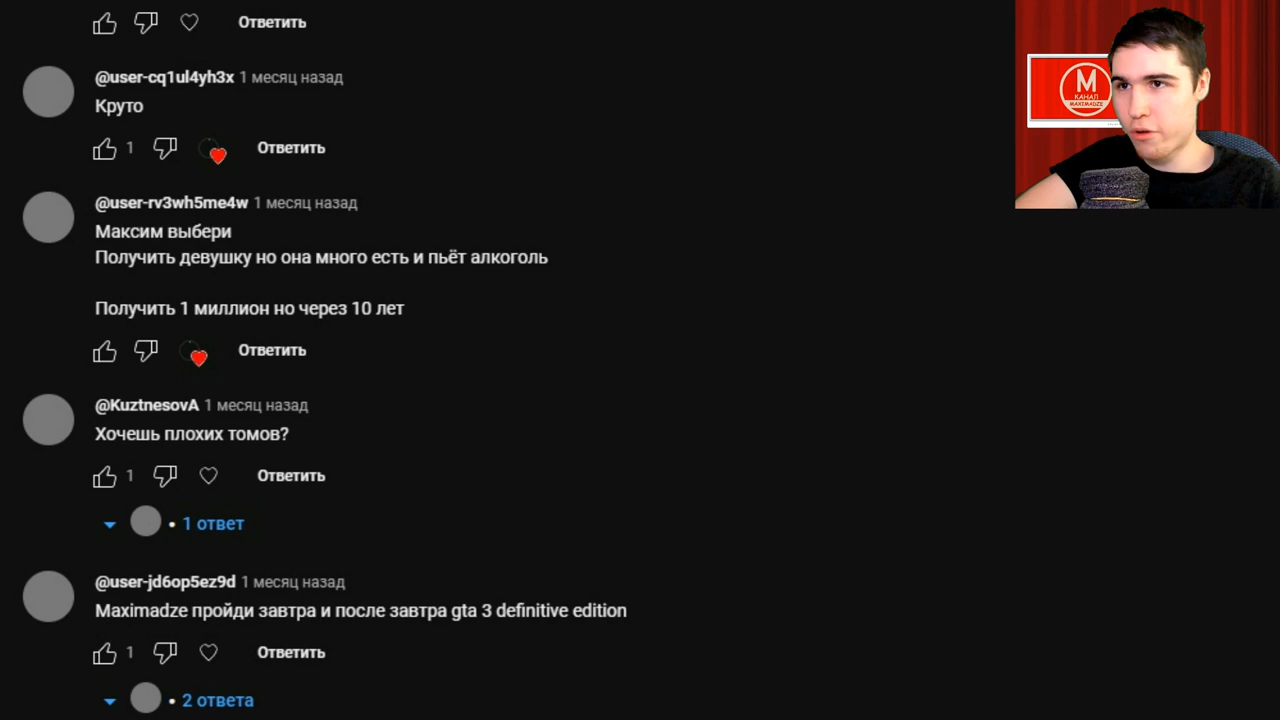 Ответить
@user-cq1ul4yh3x 1 месяц назад
Круто
1 Ответить
@user-rv3wh5me4w 1 месяц назад
Максим выбери
Получить девушку но она много есть и пьёт алкоголь
Получить 1 миллион но через 10 лет
Ответить
@KuztnesovA 1 месяц назад
Хочешь плохих томов?
1 Ответить
• 1 ответ
@user-jd6op5ez9d 1 месяц назад
Maximadze пройди завтра и после завтра gta 3 definitive edition
1 Ответить
• 2 ответа
М
КАНАЛ
MAXIMADZE